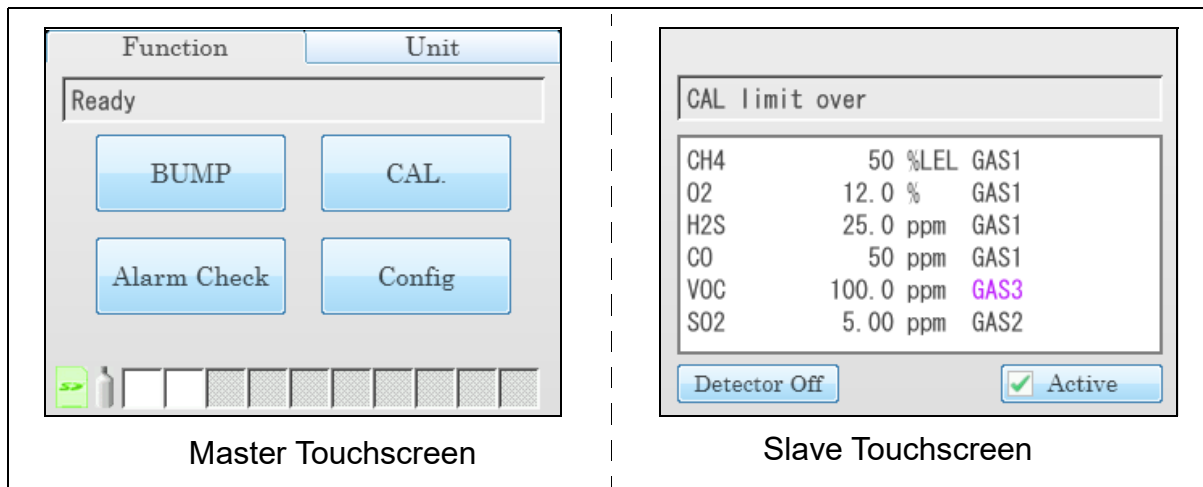 Function Unit
Ready
BUMP CAL.
Alarm Check Config
SD
Master Touchscreen
CAL limit over
CH4 50 %LEL GAS1
O2 12.0 % GAS1
H2S 25.0 ppm GAS1
CO 50 ppm GAS1
VOC 100.0 ppm GAS3
SO2 5.00 ppm GAS2
Detector Off Active
Slave Touchscreen